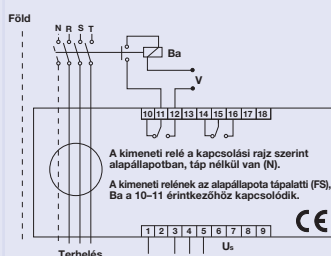 Föld
N R S T
Ba
V
10 11 12 13 14 15 16 17 18
A kimeneti relé a kapcsolási rajz szerint
alapállapotban, táp nélkül van (N).
A kimeneti relének az alapállapota tápalatti (FS),
Ba a 10–11 érintkezőhöz kapcsolódik.
CE
1 2 3 4 5 6 7 8 9
Us
Terhelés